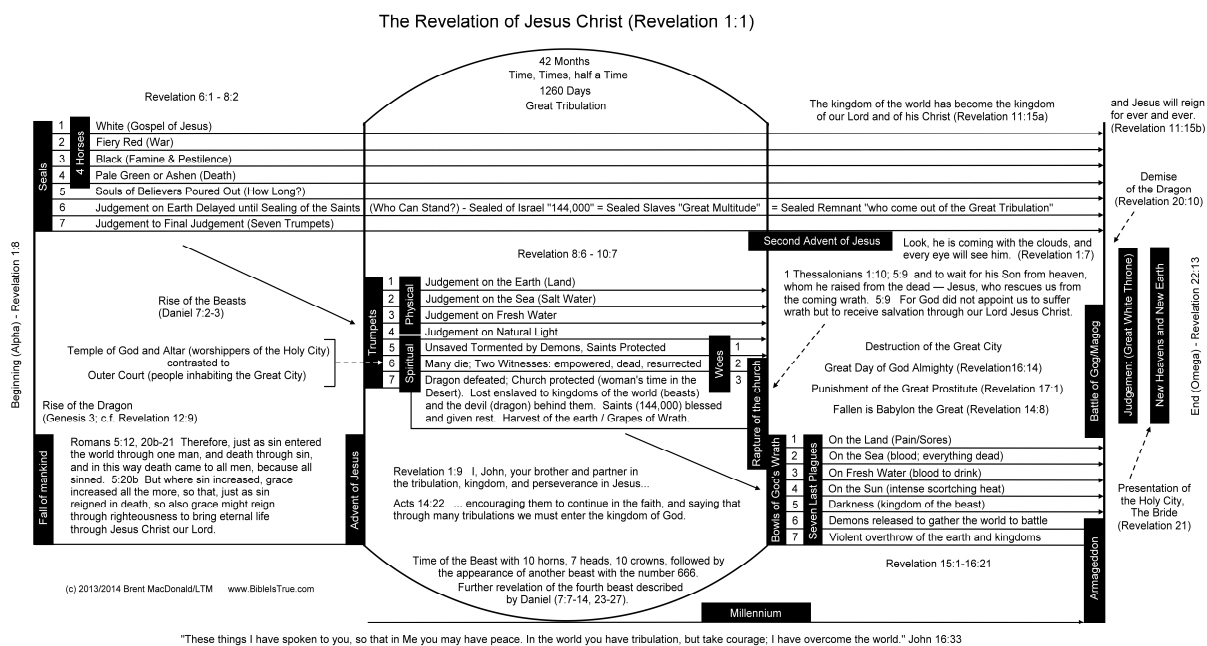 The Revelation of Jesus Christ (Revelation 1:1)
42 Months
Time, Times, half a Time
1260 Days
Great Tribulation
Revelation 6:1 - 8:2
The kingdom of the world has become the kingdom
of our Lord and of his Christ (Revelation 11:15a)
and Jesus will reign
for ever and ever.
(Revelation 11:15b)
Seals
4 Horses
1 White (Gospel of Jesus)
2 Fiery Red (War)
3 Black (Famine & Pestilence)
4 Pale Green or Ashen (Death)
5 Souls of Believers Poured Out (How Long?)
6 Judgement on Earth Delayed until Sealing of the Saints (Who Can Stand?) - Sealed of Israel "144,000" = Sealed Slaves "Great Multitude" = Sealed Remnant "who come out of the Great Tribulation"
7 Judgement to Final Judgement (Seven Trumpets)
Demise
of the Dragon
(Revelation 20:10)
Second Advent of Jesus
Look, he is coming with the clouds, and
every eye will see him. (Revelation 1:7)
Beginning (Alpha) - Revelation 1:8
Revelation 8:6 - 10:7
1 Thessalonians 1:10; 5:9 and to wait for his Son from heaven,
whom he raised from the dead — Jesus, who rescues us from
the coming wrath. 5:9 For God did not appoint us to suffer
wrath but to receive salvation through our Lord Jesus Christ.
Trumpets
Physical
Spiritual
1 Judgement on the Earth (Land)
2 Judgement on the Sea (Salt Water)
3 Judgement on Fresh Water
4 Judgement on Natural Light
5 Unsaved Tormented by Demons, Saints Protected
6 Many die; Two Witnesses: empowered, dead, resurrected
7 Dragon defeated; Church protected (woman's time in the
Desert). Lost enslaved to kingdoms of the world (beasts)
and the devil (dragon) behind them. Saints (144,000) blessed
and given rest. Harvest of the earth / Grapes of Wrath.
Woes
1
2
3
Rapture of the church
Rise of the Beasts
(Daniel 7:2-3)
Temple of God and Altar (worshippers of the Holy City)
contrasted to
Outer Court (people inhabiting the Great City)
Rise of the Dragon
(Genesis 3; c.f. Revelation 12:9)
Destruction of the Great City
Great Day of God Almighty (Revelation16:14)
Punishment of the Great Prostitute (Revelation 17:1)
Fallen is Babylon the Great (Revelation 14:8)
Battle of Gog/Magog
Judgement: (Great White Throne)
New Heavens and New Earth
End (Omega) - Revelation 22:13
Fall of mankind
Romans 5:12, 20b-21 Therefore, just as sin entered
the world through one man, and death through sin,
and in this way death came to all men, because all
sinned. 5:20b But where sin increased, grace
increased all the more, so that, just as sin
reigned in death, so also grace might reign
through righteousness to bring eternal life
through Jesus Christ our Lord.
Advent of Jesus
Revelation 1:9 I, John, your brother and partner in
the tribulation, kingdom, and perseverance in Jesus...
Acts 14:22 ... encouraging them to continue in the faith, and saying that
through many tribulations we must enter the kingdom of God.
Bowls of God's Wrath
Seven Last Plagues
1 On the Land (Pain/Sores)
2 On the Sea (blood; everything dead)
3 On Fresh Water (blood to drink)
4 On the Sun (intense scortching heat)
5 Darkness (kingdom of the beast)
6 Demons released to gather the world to battle
7 Violent overthrow of the earth and kingdoms
Presentation of
the Holy City,
The Bride
(Revelation 21)
Armageddon
Revelation 15:1-16:21
Time of the Beast with 10 horns, 7 heads, 10 crowns, followed by
the appearance of another beast with the number 666.
Further revelation of the fourth beast described
by Daniel (7:7-14, 23-27).
(c) 2013/2014 Brent MacDonald/LTM www.BibleIsTrue.com
Millennium
"These things I have spoken to you, so that in Me you may have peace. In the world you have tribulation, but take courage; I have overcome the world." John 16:33